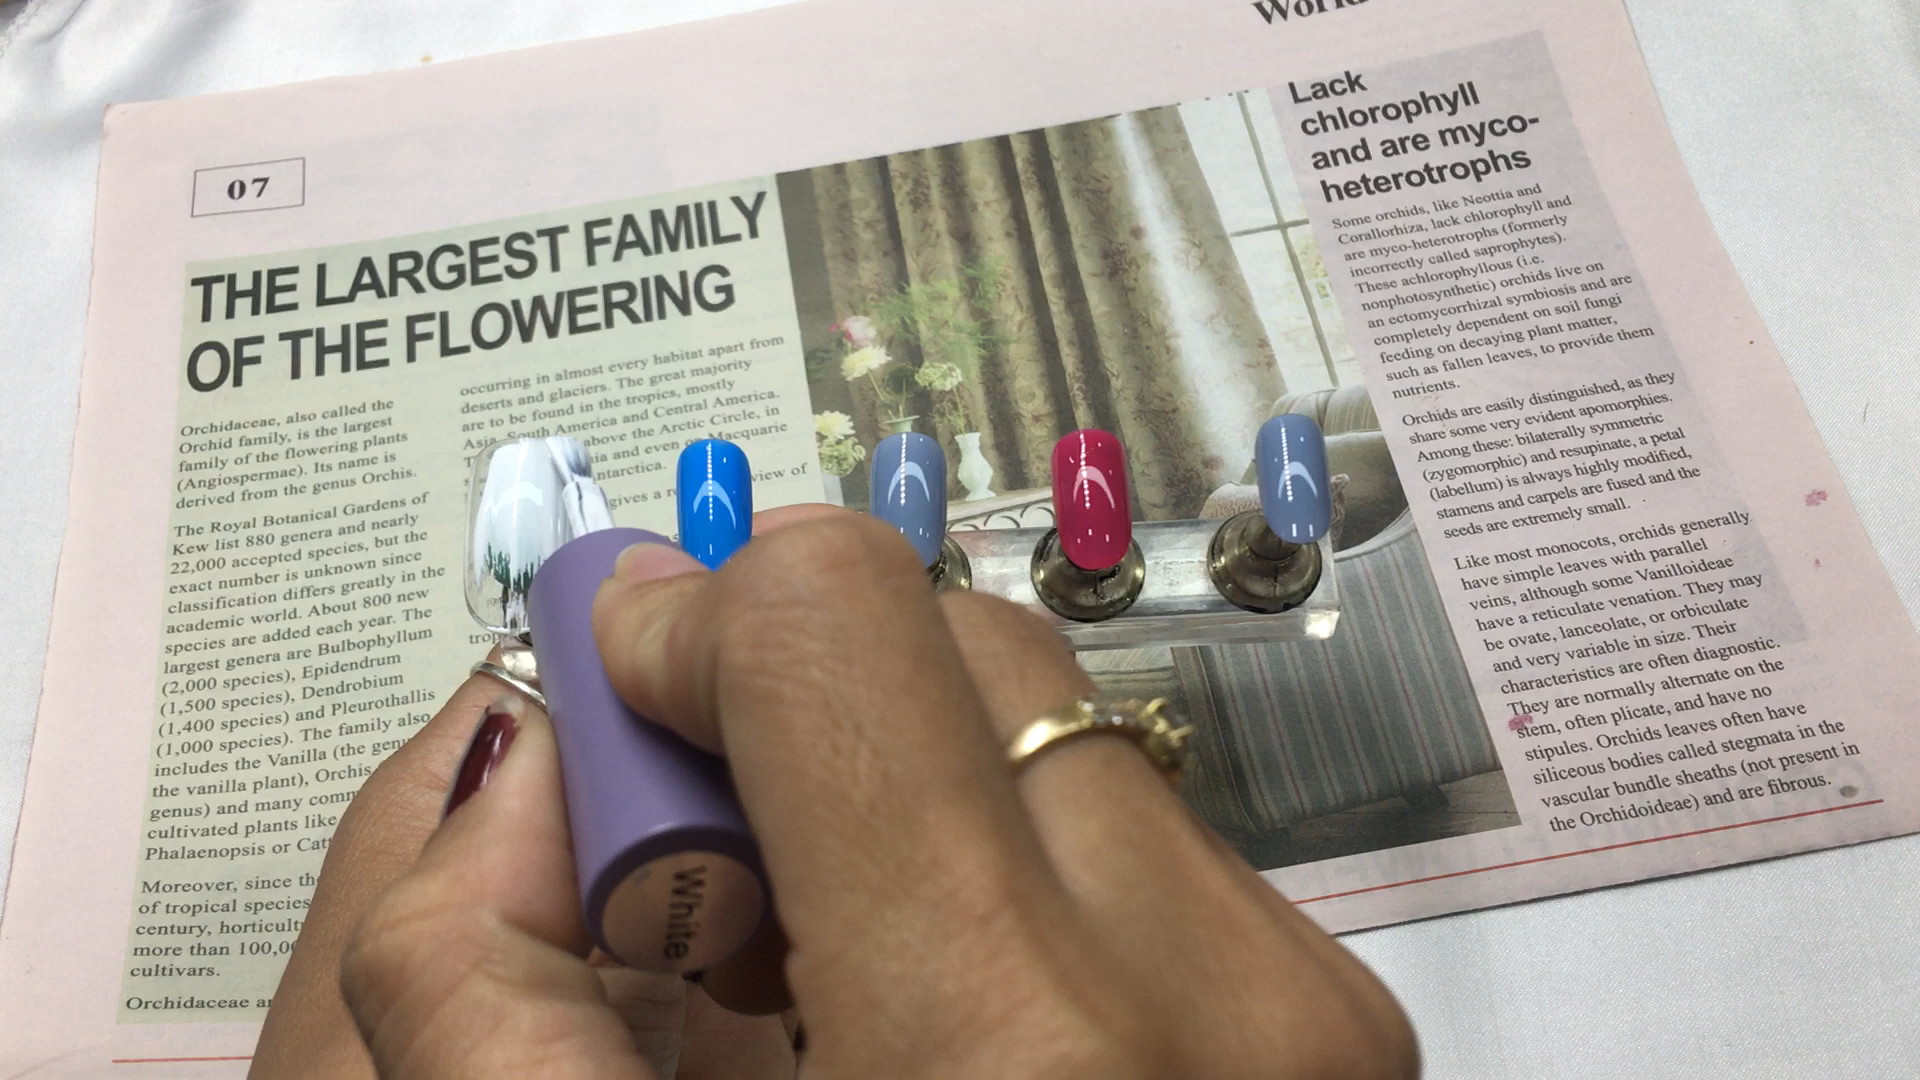 World
07
THE LARGEST FAMILY
OF THE FLOWERING
Orchidaceae, also called the
Orchid family, is the largest
family of the flowering plants
(Angiospermae). Its name is
derived from the genus Orchis.
The Royal Botanical Gardens of
Kew list 880 genera and nearly
22,000 accepted species, but the
exact number is unknown since
classification differs greatly in the
academic world. About 800 new
species are added each year. The
largest genera are Bulbophyllum
(2,000 species), Epidendrum
(1,500 species), Dendrobium
(1,400 species) and Pleurothallis
(1,000 species). The family also
includes the Vanilla (the genu
the vanilla plant), Orchis
genus) and many comm
cultivated plants like
Phalaenopsis or Catt
Moreover, since th
of tropical species
century, horticult
more than 100,00
cultivars.
Orchidaceae a
occurring in almost every habitat apart from
deserts and glaciers. The great majority
are to be found in the tropics, mostly
Asia, South America and Central America.
above the Arctic Circle, in
and even on Macquarie
ntarctica.
gives a view of
trop
Lack
chlorophyll
and are myco-
heterotrophs
Some orchids, like Neottia and
Corallorhiza, lack chlorophyll and
are myco-heterotrophs (formerly
incorrectly called saprophytes).
These achlorophyllous (i.e.
nonphotosynthetic) orchids live on
an ectomycorrhizal symbiosis and are
completely dependent on soil fungi
feeding on decaying plant matter,
such as fallen leaves, to provide them
nutrients.
Orchids are easily distinguished, as they
share some very evident apomorphies.
Among these: bilaterally symmetric
(zygomorphic) and resupinate, a petal
(labellum) is always highly modified,
stamens and carpels are fused and the
seeds are extremely small.
Like most monocots, orchids generally
have simple leaves with parallel
veins, although some Vanilloideae
have a reticulate venation. They may
be ovate, lanceolate, or orbiculate
and very variable in size. Their
characteristics are often diagnostic.
They are normally alternate on the
stem, often plicate, and have no
stipules. Orchids leaves often have
siliceous bodies called stegmata in the
vascular bundle sheaths (not present in
the Orchidoideae) and are fibrous.
White